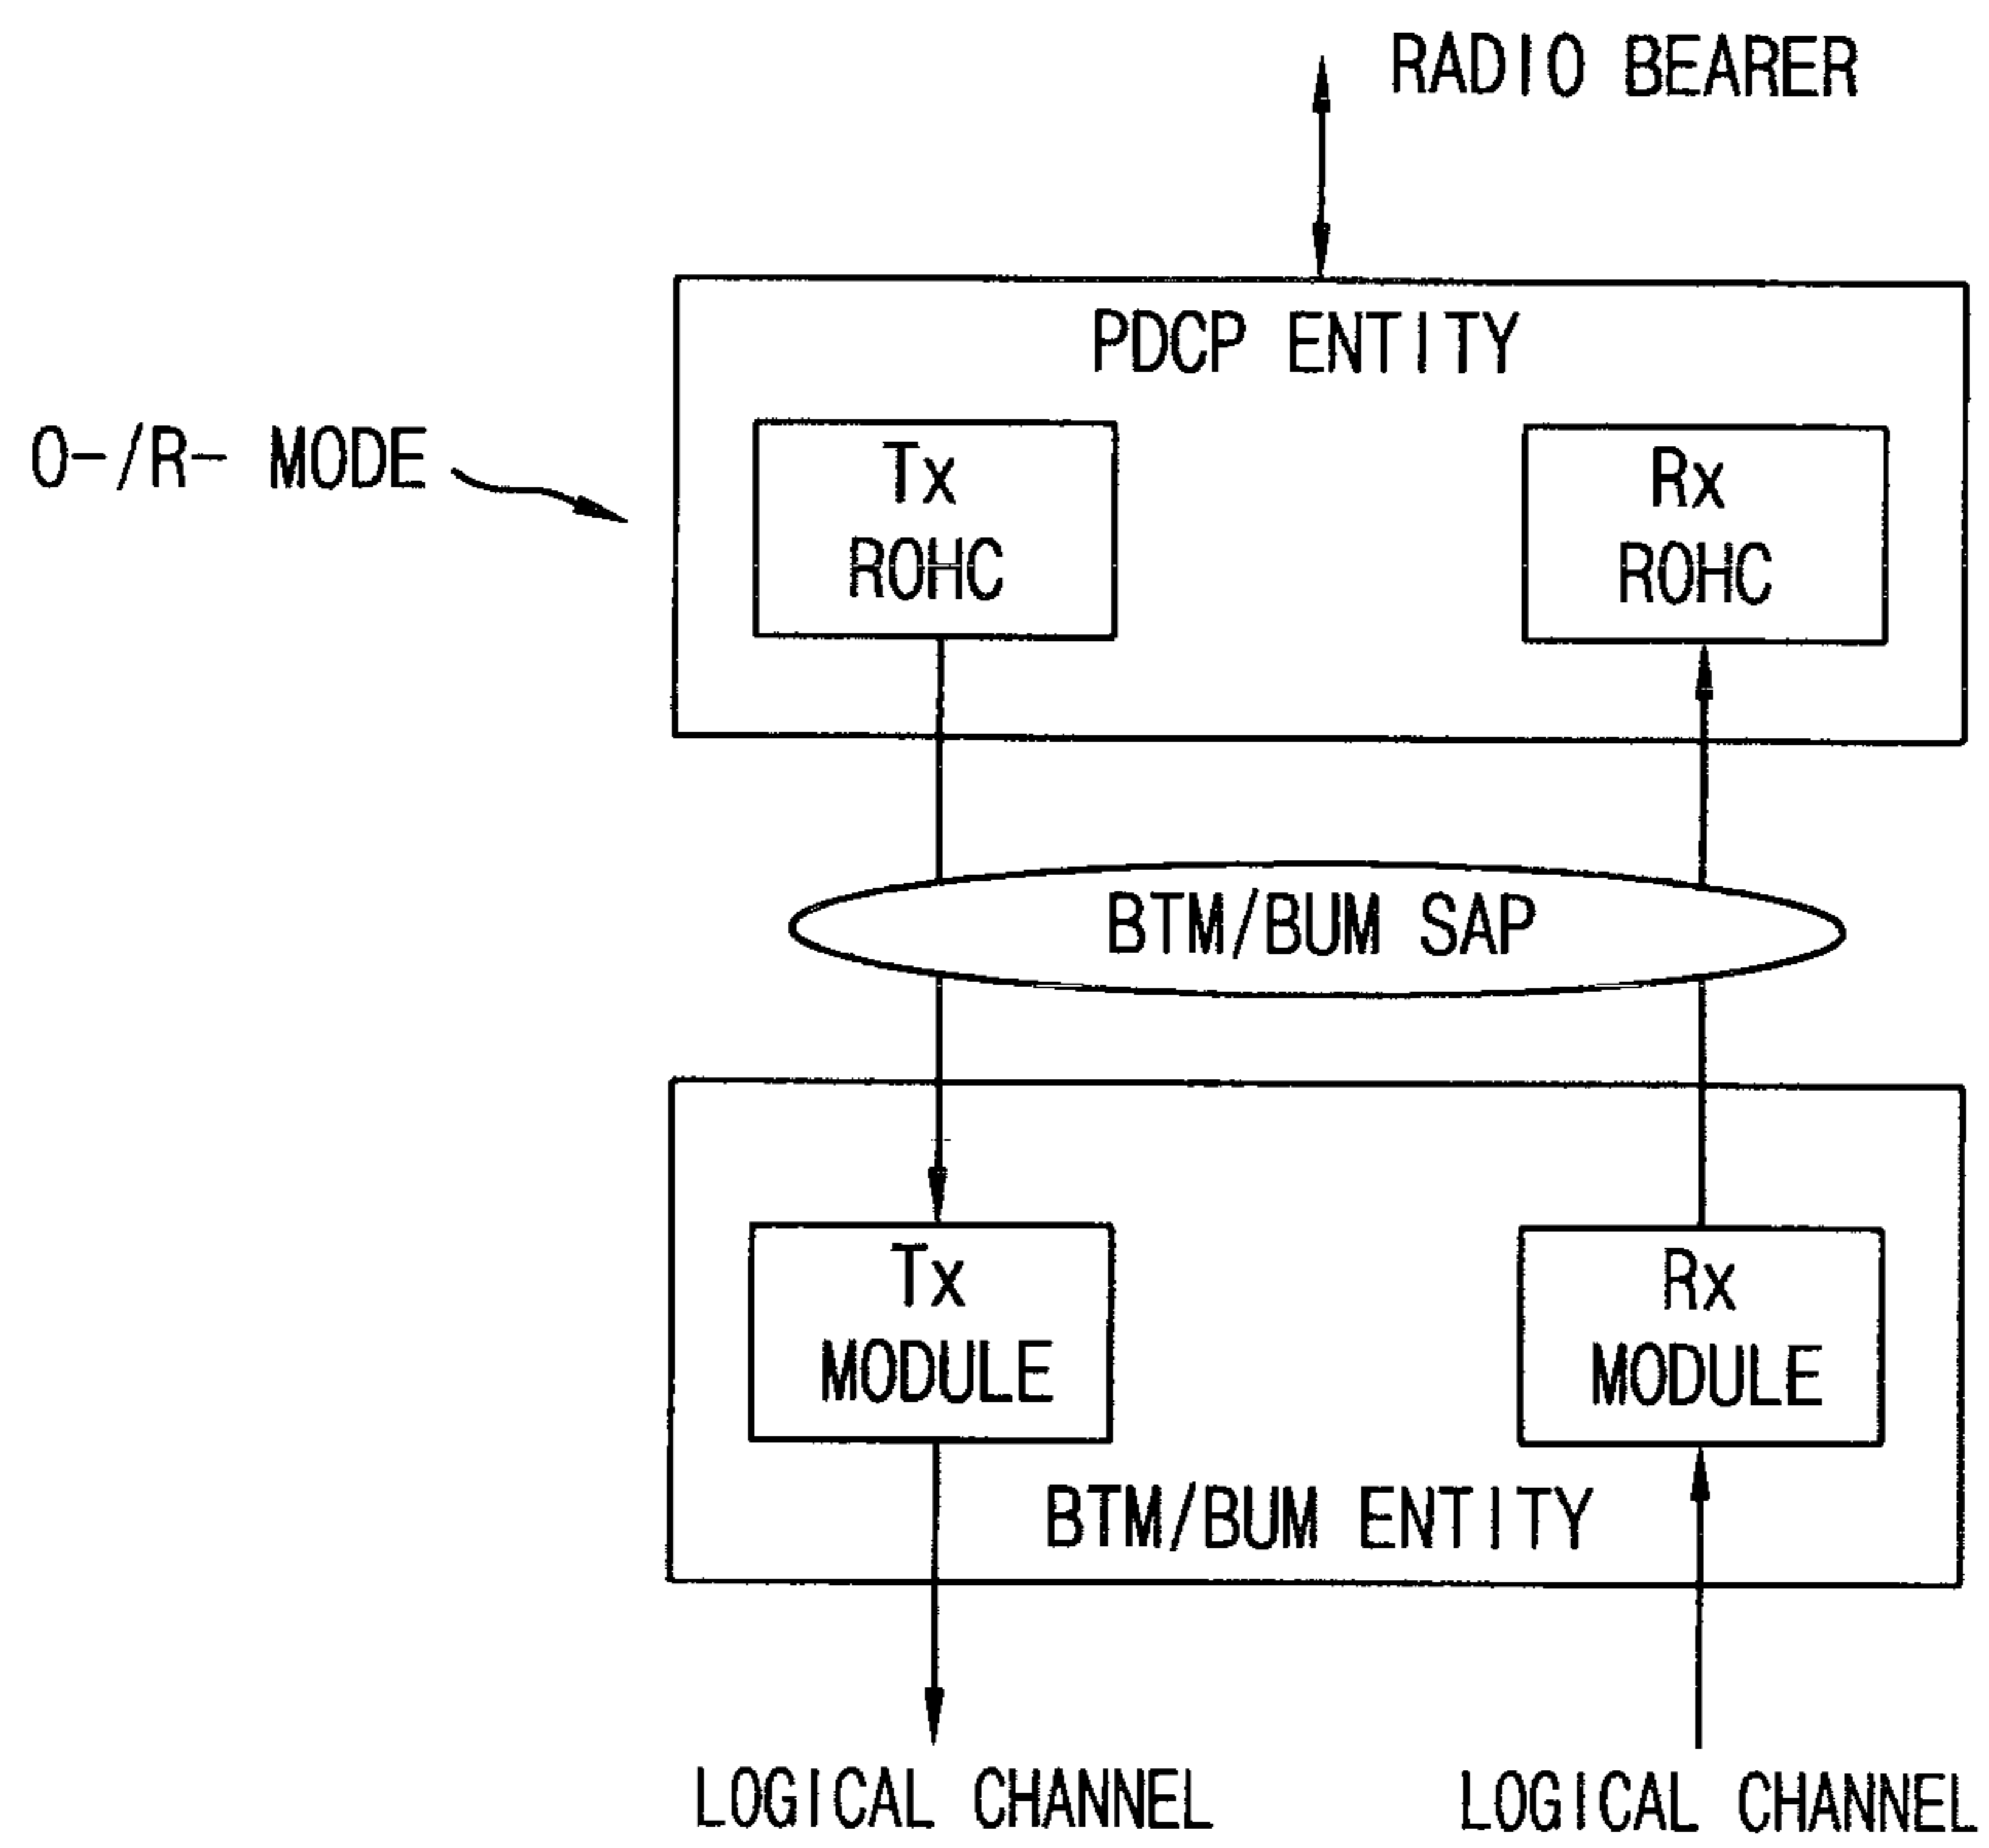 RADIO BEARER
PDCP ENTITY
O-/R- MODE
Tx
ROHC
Rx
ROHC
BTM/BUM SAP
Tx
MODULE
Rx
MODULE
BTM/BUM ENTITY
LOGICAL CHANNEL
LOGICAL CHANNEL